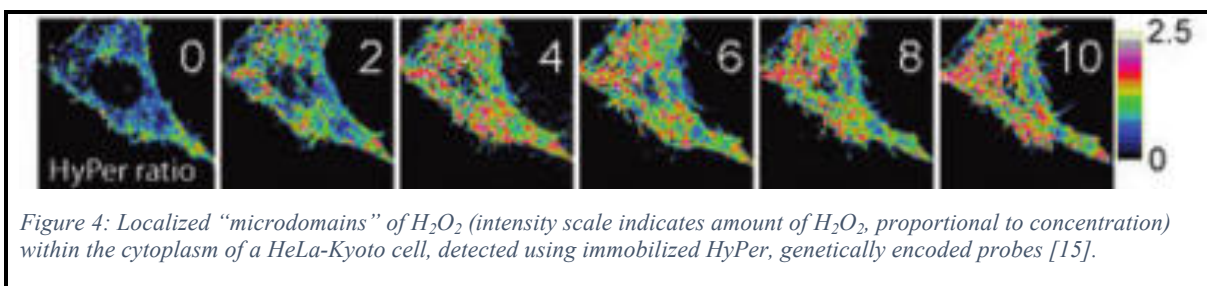 0 2 4 6 8 10 2.5
HyPer ratio 0
Figure 4: Localized “microdomains” of H₂O₂ (intensity scale indicates amount of H₂O₂, proportional to concentration)
within the cytoplasm of a HeLa-Kyoto cell, detected using immobilized HyPer, genetically encoded probes [15].